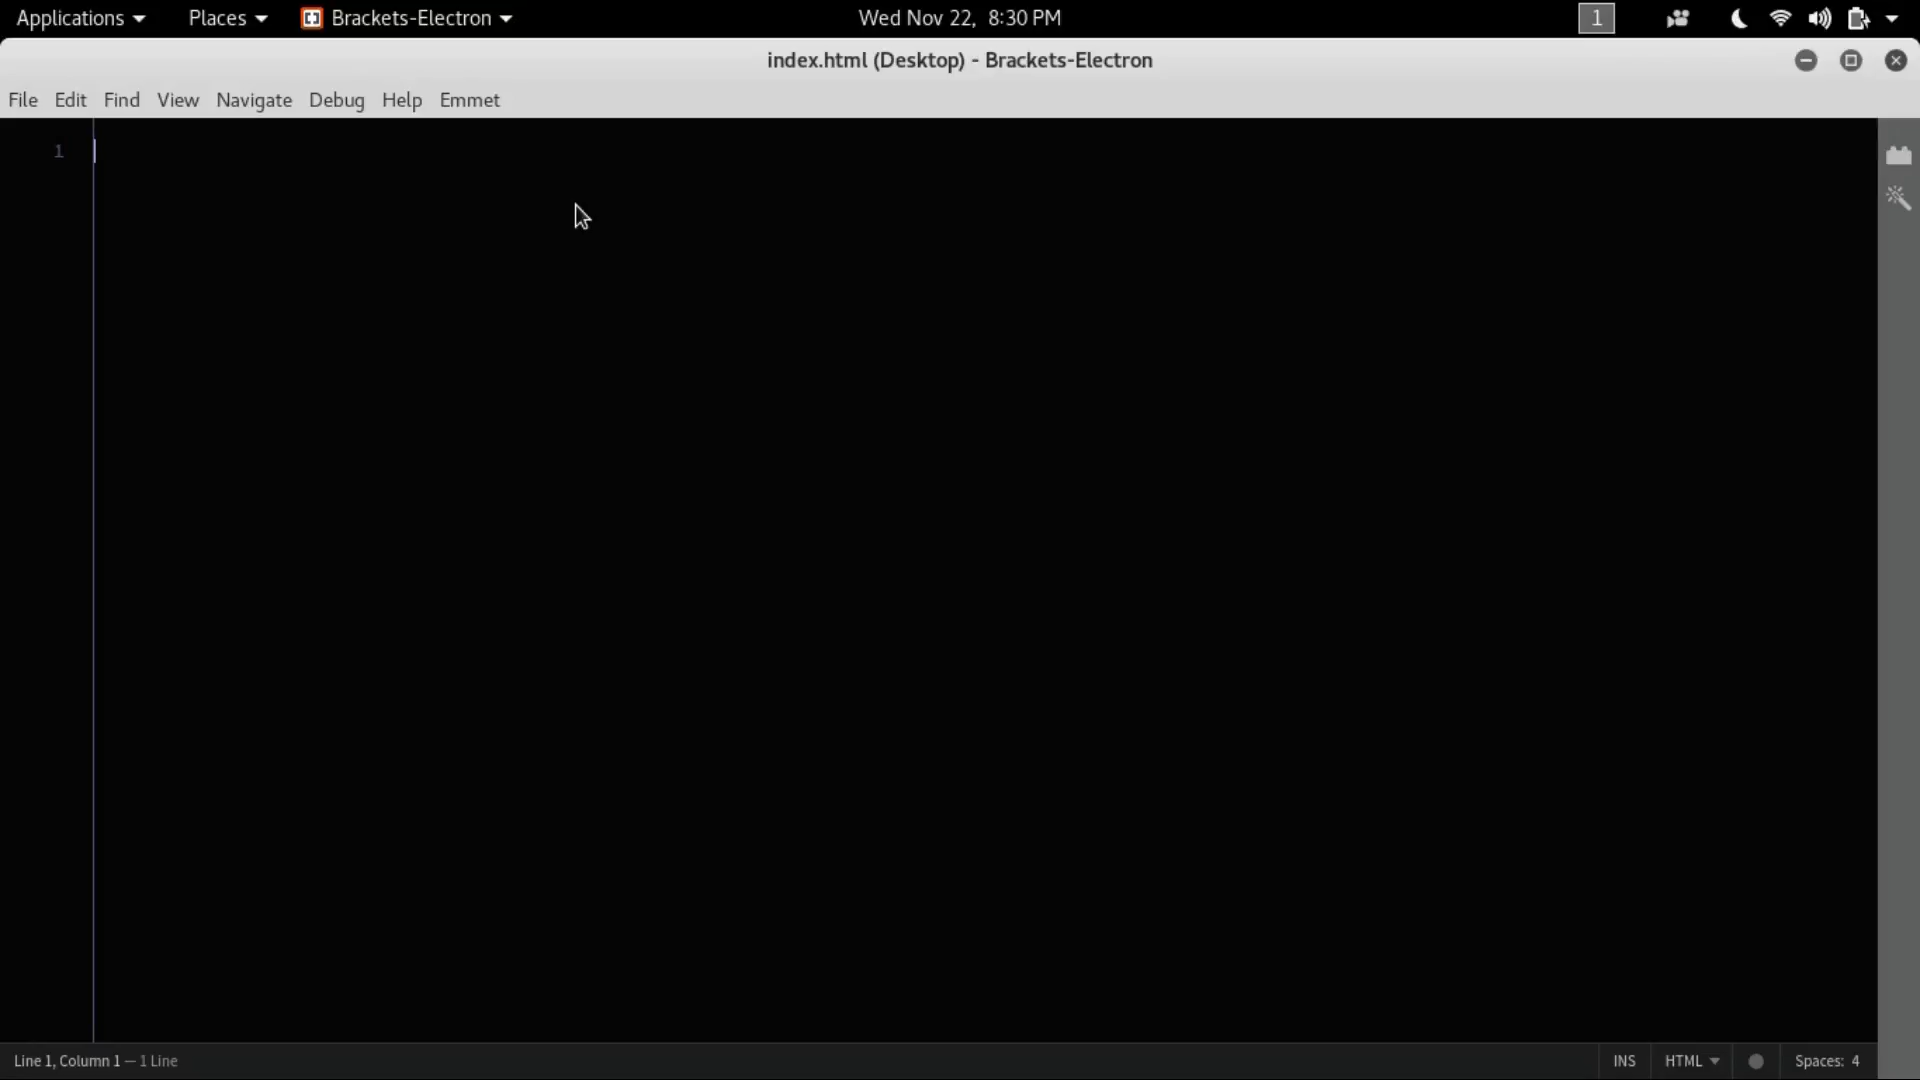 Applications Places Brackets-Electron Wed Nov 22, 8:30 PM 1
index.html (Desktop) - Brackets-Electron
File Edit Find View Navigate Debug Help Emmet
1
Line 1, Column 1 — 1 Line INS HTML Spaces: 4